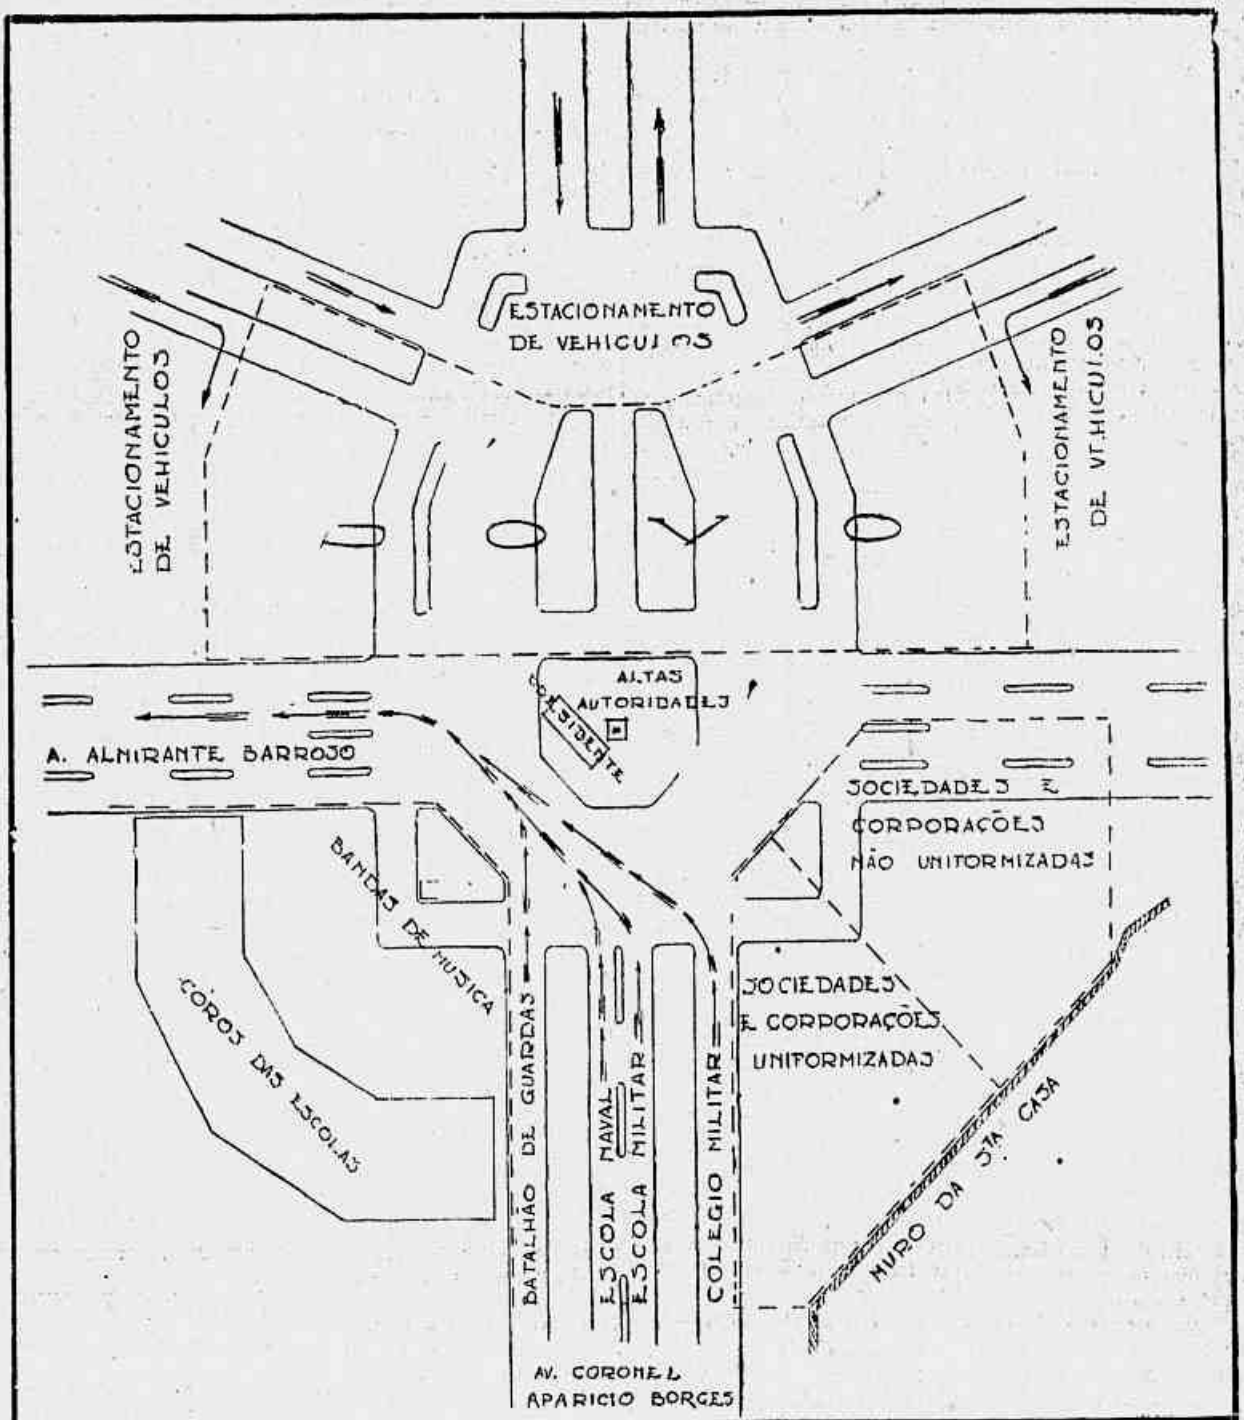 ESTACIONAMENTO
DE VEHICULOS
ESTACIONAMENTO
DE VEHICULOS
ESTACIONAMENTO
DE VEHICULOS
POVO
ALTAS
AUTORIDADES
PRESIDENTE
A. ALMIRANTE BARROSO
SOCIEDADES E
CORPORAÇÕES
NÃO UNIFORMIZADAS
BANDAS DE MUSICA
CÓROS DAS ESCOLAS
SOCIEDADES
E CORPORAÇÕES
UNIFORMIZADAS
BATALHÃO DE GUARDAS
ESCOLA NAVAL
ESCOLA MILITAR
COLEGIO MILITAR
MURO DA STA CASA
AV. CORONEL
APARICIO BORGES